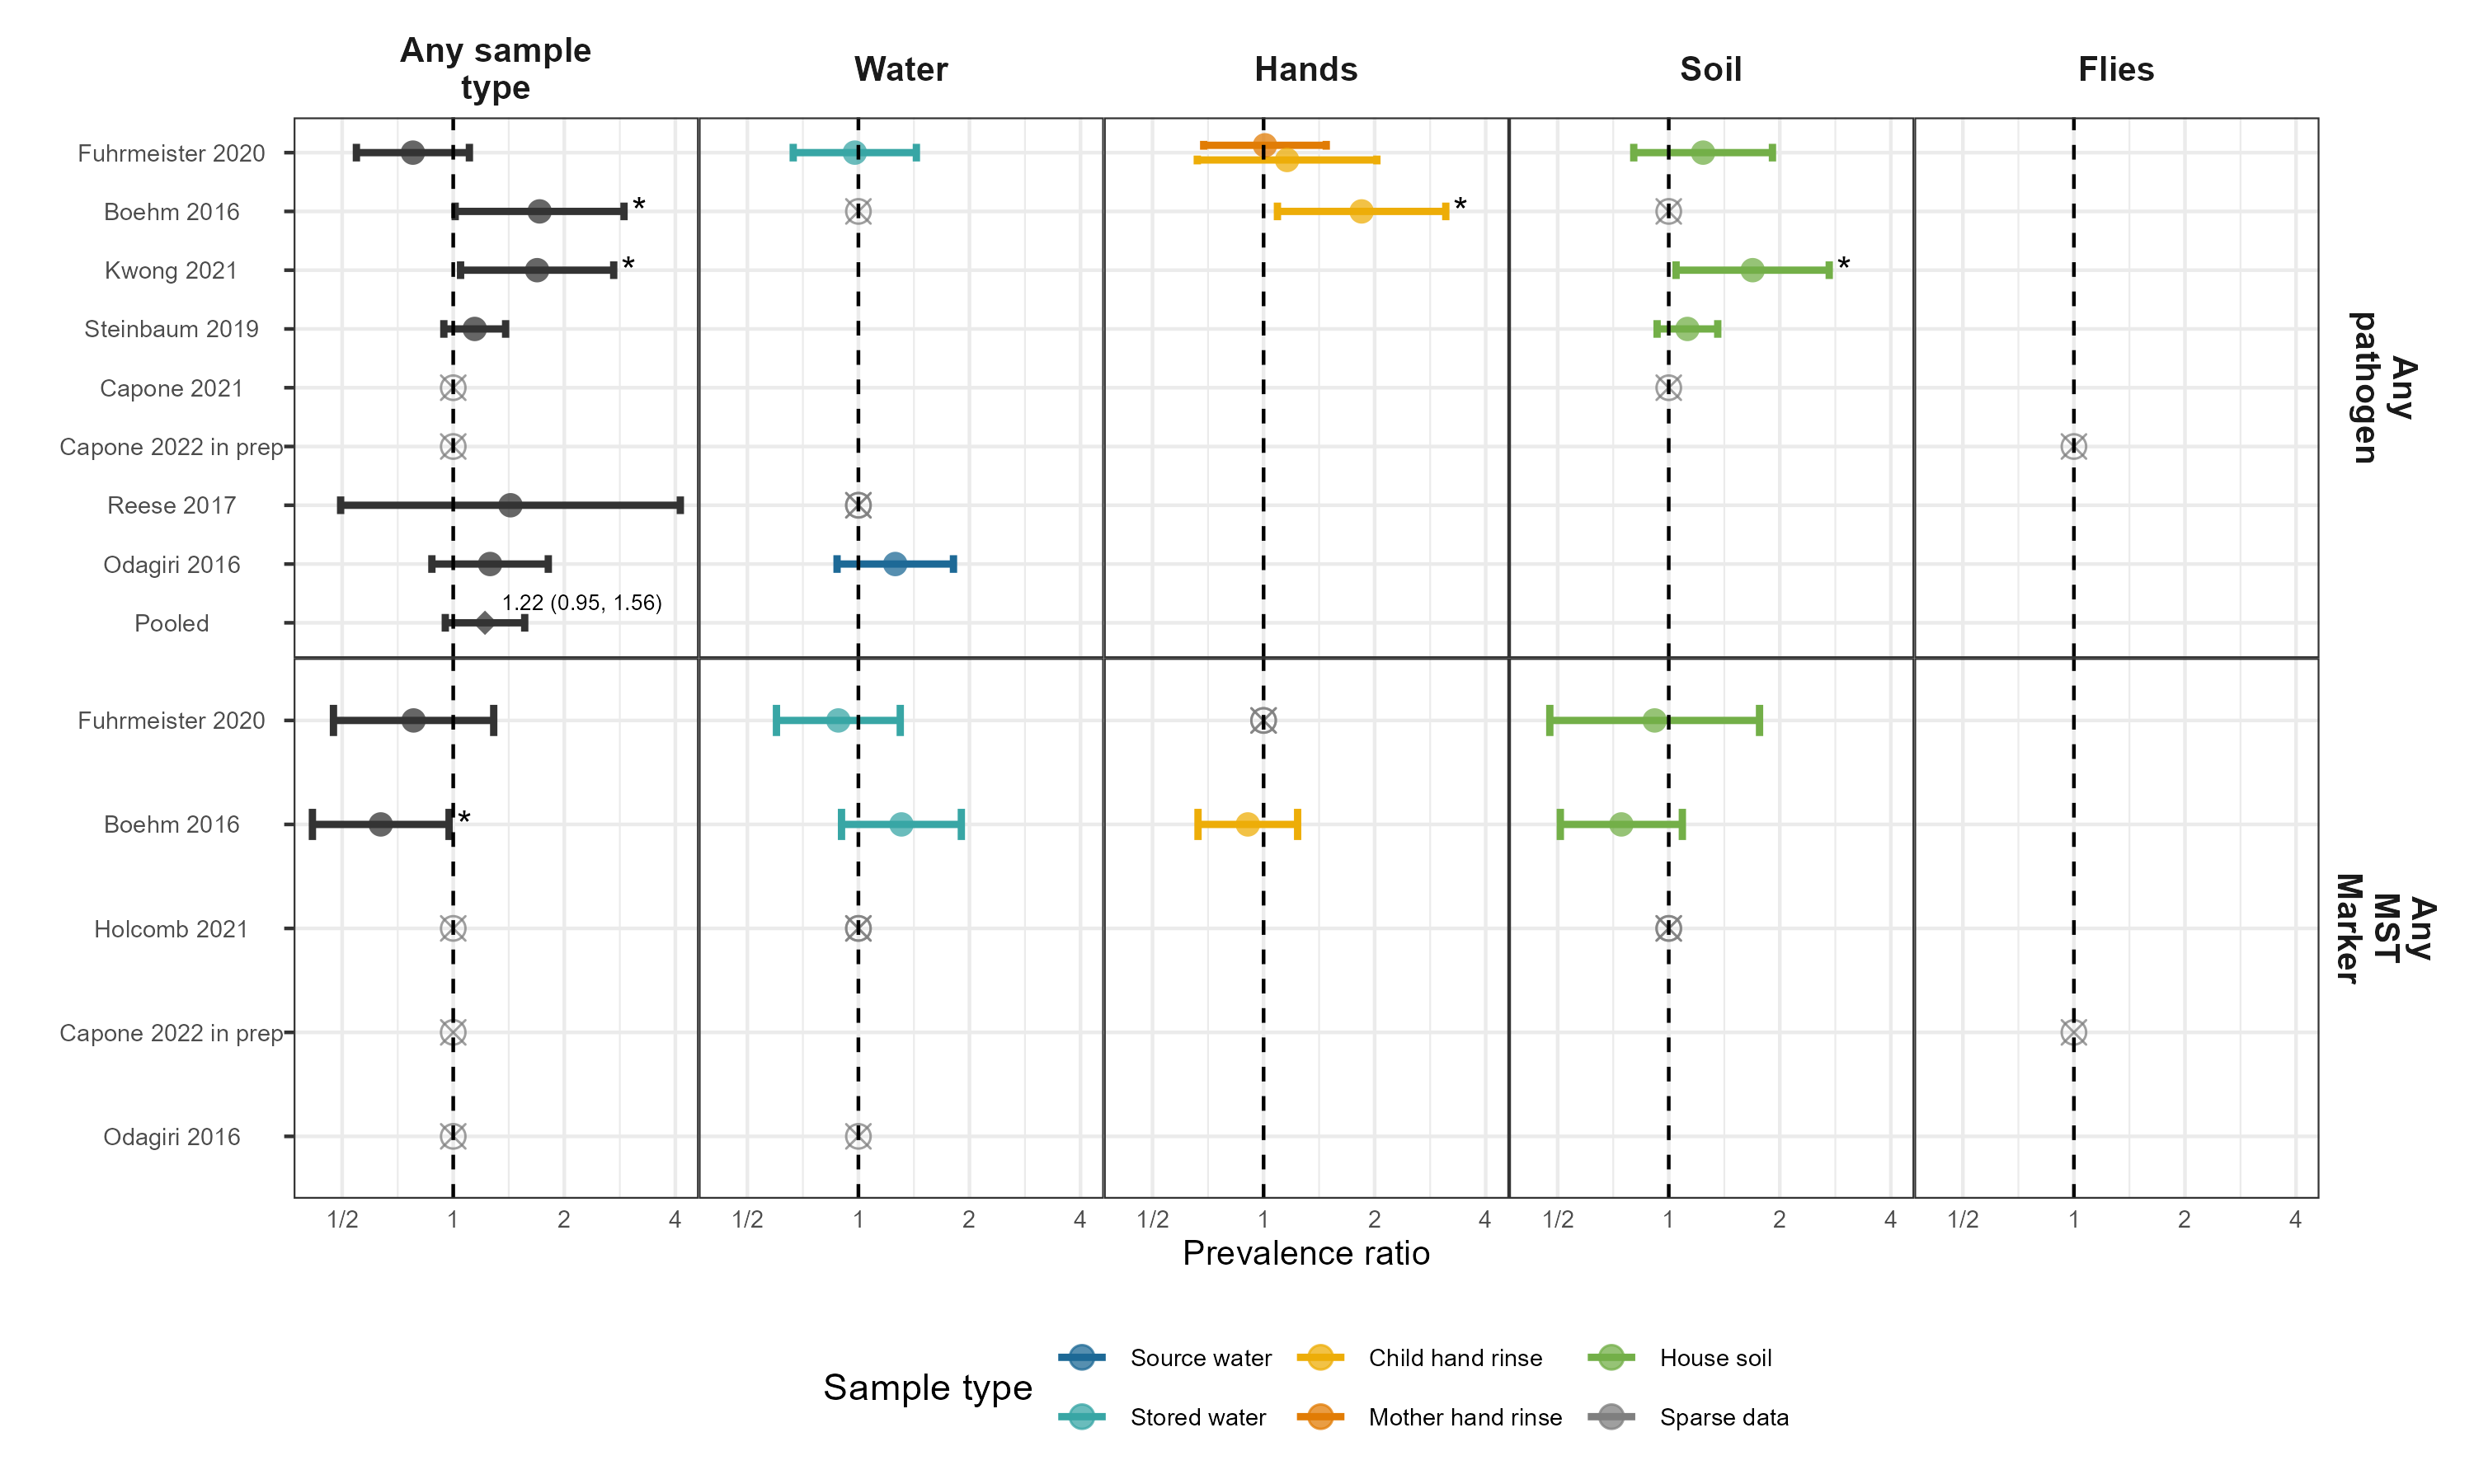 Any sample
type
Water
Hands
Soil
Flies
Fuhrmeister 2020
Boehm 2016
*
*
Kwong 2021
*
*
Steinbaum 2019
Capone 2021
Capone 2022 in prep
Reese 2017
Odagiri 2016
1.22 (0.95, 1.56)
Pooled
Any
pathogen
Fuhrmeister 2020
Boehm 2016
*
Holcomb 2021
Capone 2022 in prep
Odagiri 2016
Any
MST
Marker
1/2 1 2 4
1/2 1 2 4
1/2 1 2 4
1/2 1 2 4
1/2 1 2 4
Prevalence ratio
Sample type
Source water
Child hand rinse
House soil
Stored water
Mother hand rinse
Sparse data